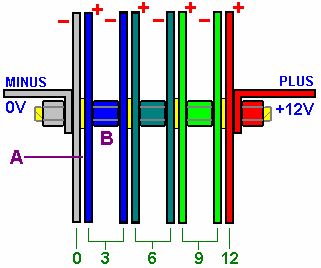 − + − + − + − +
MINUS PLUS
0V +12V
B
A
0 3 6 9 12